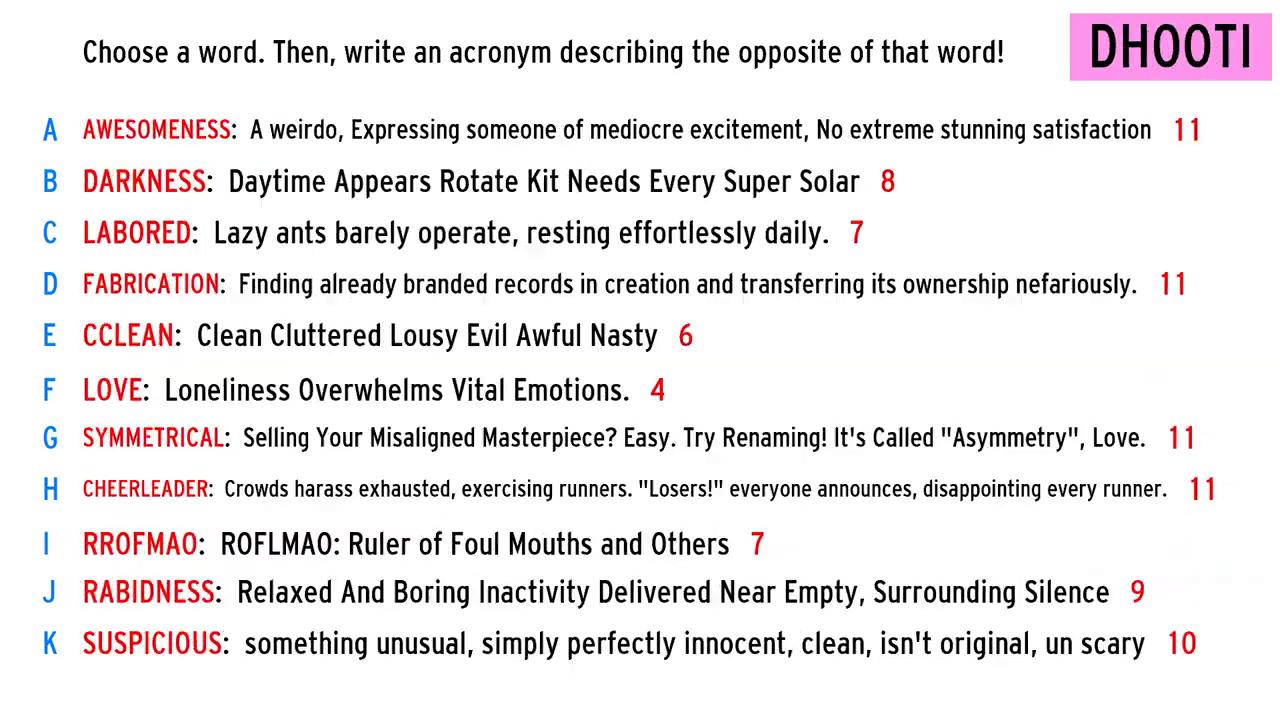 Choose a word. Then, write an acronym describing the opposite of that word!
DHOOTI
A AWESOMENESS: A weirdo, Expressing someone of mediocre excitement, No extreme stunning satisfaction 11
B DARKNESS: Daytime Appears Rotate Kit Needs Every Super Solar 8
C LABORED: Lazy ants barely operate, resting effortlessly daily. 7
D FABRICATION: Finding already branded records in creation and transferring its ownership nefariously. 11
E CCLEAN: Clean Cluttered Lousy Evil Awful Nasty 6
F LOVE: Loneliness Overwhelms Vital Emotions. 4
G SYMMETRICAL: Selling Your Misaligned Masterpiece? Easy. Try Renaming! It's Called "Asymmetry", Love. 11
H CHEERLEADER: Crowds harass exhausted, exercising runners. "Losers!" everyone announces, disappointing every runner. 11
I RROFMAO: ROFLMAO: Ruler of Foul Mouths and Others 7
J RABIDNESS: Relaxed And Boring Inactivity Delivered Near Empty, Surrounding Silence 9
K SUSPICIOUS: something unusual, simply perfectly innocent, clean, isn't original, un scary 10